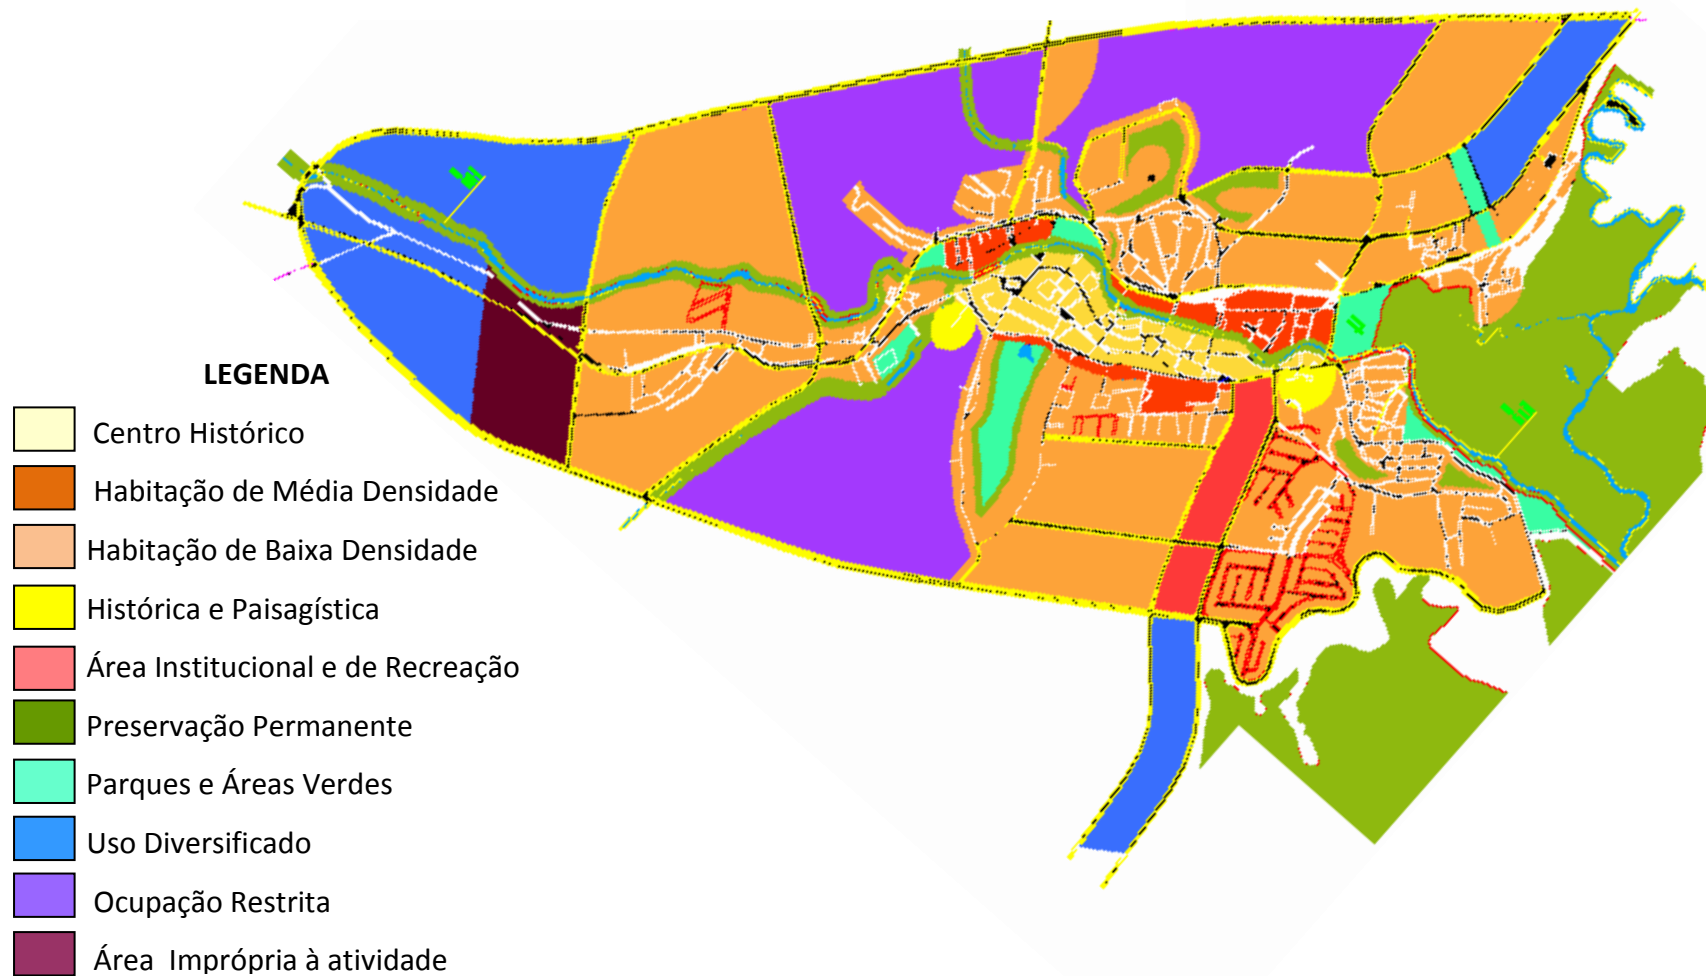 LEGENDA
Centro Histórico
Habitação de Média Densidade
Habitação de Baixa Densidade
Histórica e Paisagística
Área Institucional e de Recreação
Preservação Permanente
Parques e Áreas Verdes
Uso Diversificado
Ocupação Restrita
Área Imprópria à atividade